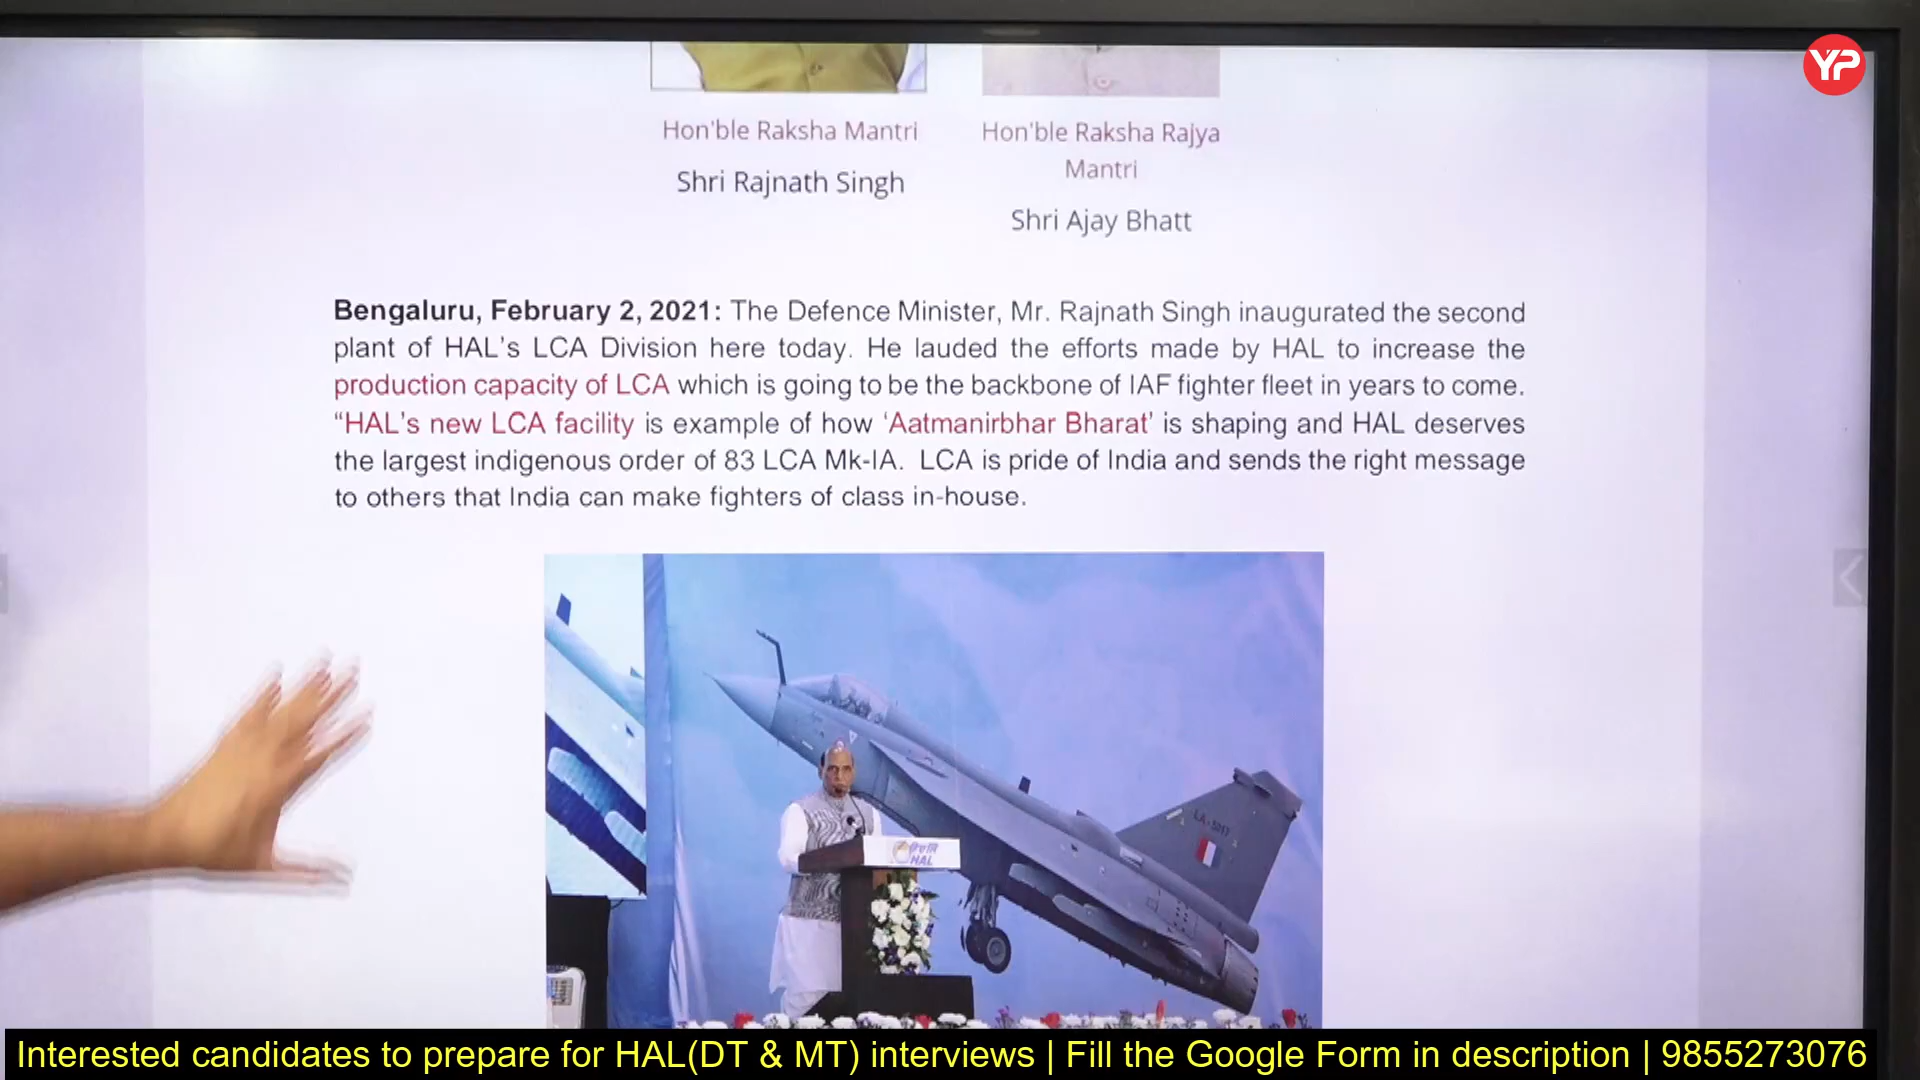 YP
Hon'ble Raksha Mantri
Shri Rajnath Singh
Hon'ble Raksha Rajya
Mantri
Shri Ajay Bhatt
Bengaluru, February 2, 2021: The Defence Minister, Mr. Rajnath Singh inaugurated the second
plant of HAL's LCA Division here today. He lauded the efforts made by HAL to increase the
production capacity of LCA which is going to be the backbone of IAF fighter fleet in years to come.
“HAL's new LCA facility is example of how ‘Aatmanirbhar Bharat’ is shaping and HAL deserves
the largest indigenous order of 83 LCA Mk-IA. LCA is pride of India and sends the right message
to others that India can make fighters of class in-house.
HAL
Interested candidates to prepare for HAL(DT & MT) interviews | Fill the Google Form in description | 9855273076